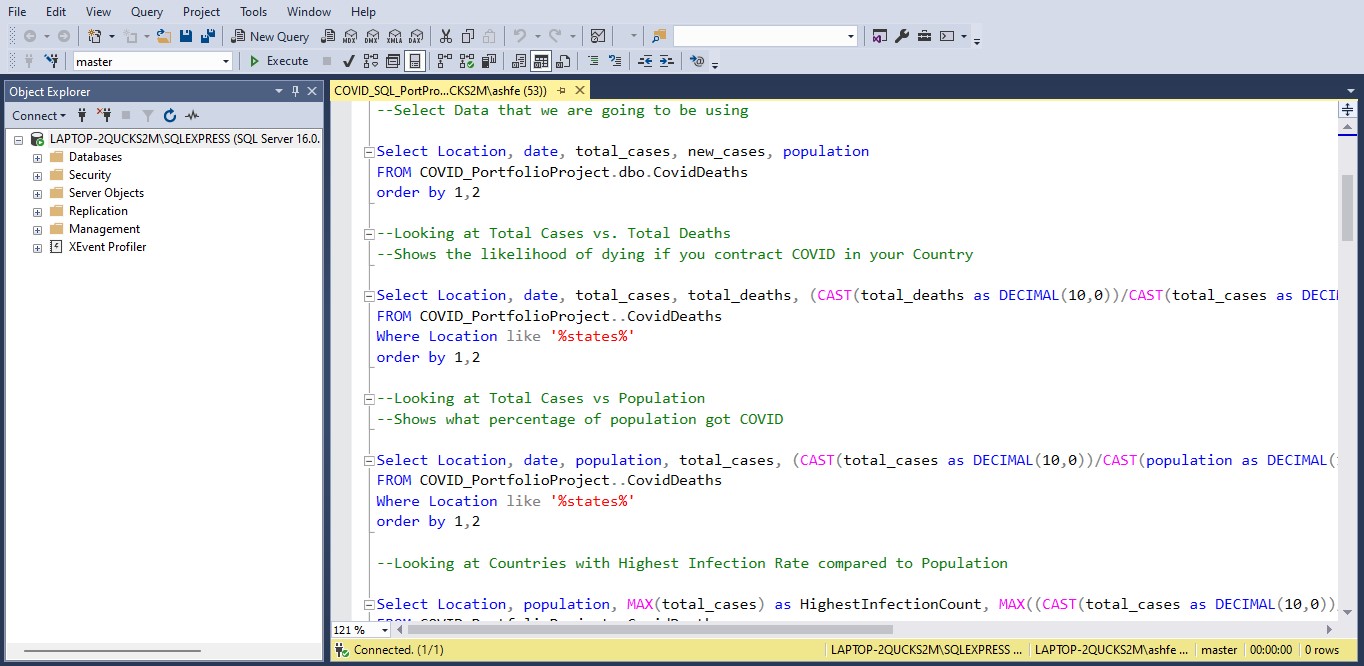 File Edit View Query Project Tools Window Help
New Query MDX DMX XMLA DAX
master Execute
Object Explorer
Connect
LAPTOP-2QUCKS2M\SQLEXPRESS (SQL Server 16.0.
Databases
Security
Server Objects
Replication
Management
XEvent Profiler
COVID_SQL_PortPro...CKS2M\ashfe (53))
--Select Data that we are going to be using
Select Location, date, total_cases, new_cases, population
FROM COVID_PortfolioProject.dbo.CovidDeaths
order by 1,2
--Looking at Total Cases vs. Total Deaths
--Shows the likelihood of dying if you contract COVID in your Country
Select Location, date, total_cases, total_deaths, (CAST(total_deaths as DECIMAL(10,0))/CAST(total_cases as DECI
FROM COVID_PortfolioProject..CovidDeaths
Where Location like '%states%'
order by 1,2
--Looking at Total Cases vs Population
--Shows what percentage of population got COVID
Select Location, date, population, total_cases, (CAST(total_cases as DECIMAL(10,0))/CAST(population as DECIMAL(
FROM COVID_PortfolioProject..CovidDeaths
Where Location like '%states%'
order by 1,2
--Looking at Countries with Highest Infection Rate compared to Population
Select Location, population, MAX(total_cases) as HighestInfectionCount, MAX((CAST(total_cases as DECIMAL(10,0))
121 %
Connected. (1/1) LAPTOP-2QUCKS2M\SQLEXPRESS ... LAPTOP-2QUCKS2M\ashfe ... master 00:00:00 0 rows